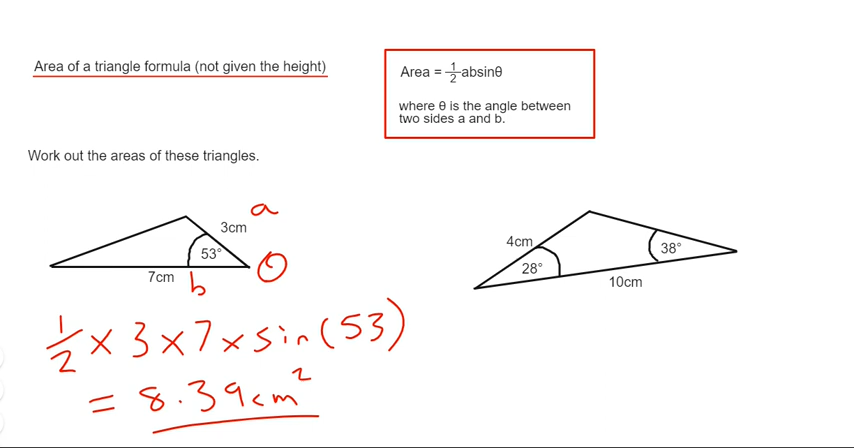 Area of a triangle formula (not given the height)
Area = 1/2 absinθ
where θ is the angle between
two sides a and b.
Work out the areas of these triangles.
a
3cm
53°
θ
7cm
b
1/2 × 3 × 7 × sin(53)
= 8.39cm²
4cm
38°
28°
10cm